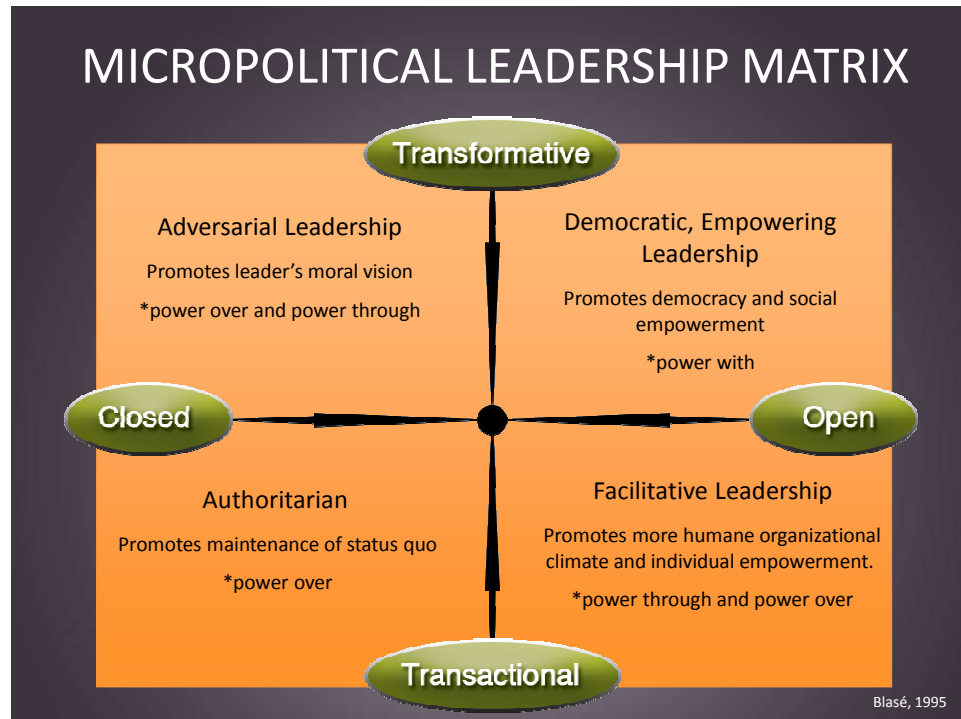 MICROPOLITICAL LEADERSHIP MATRIX
Transformative
Adversarial Leadership
Promotes leader’s moral vision
*power over and power through
Democratic, Empowering
Leadership
Promotes democracy and social
empowerment
*power with
Closed
Open
Authoritarian
Promotes maintenance of status quo
*power over
Facilitative Leadership
Promotes more humane organizational
climate and individual empowerment.
*power through and power over
Transactional
Blasé, 1995